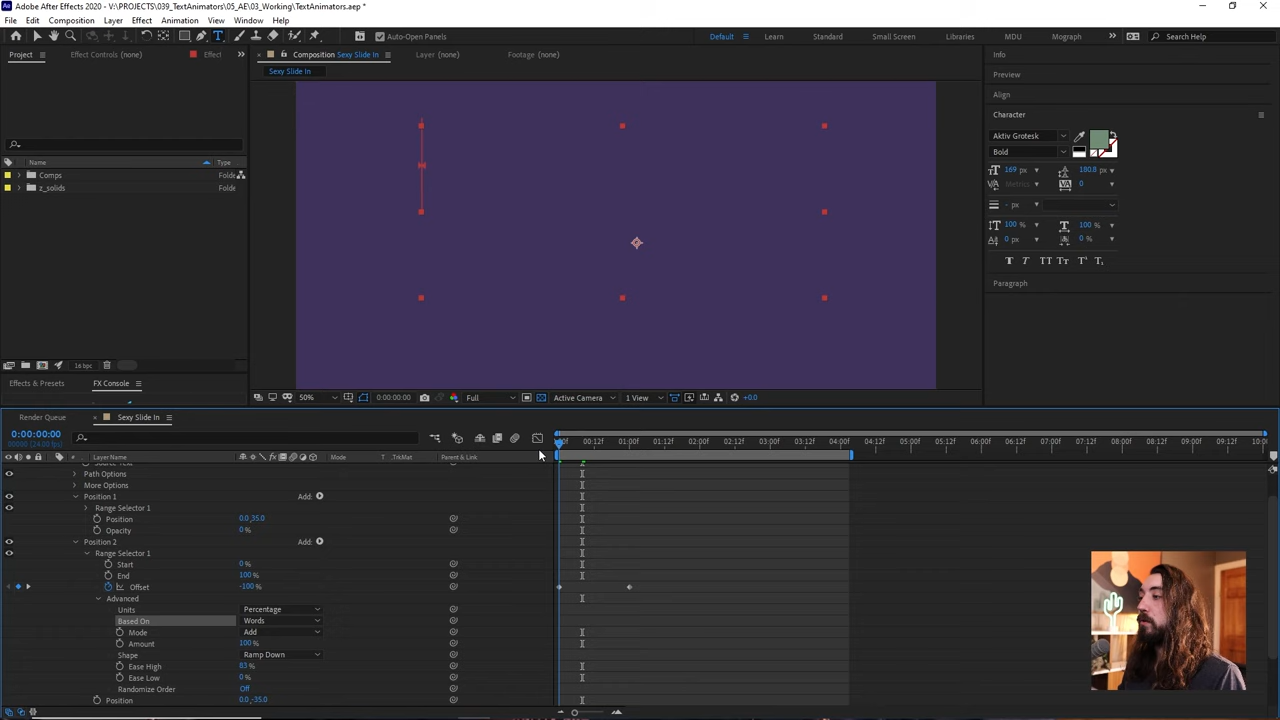 Adobe After Effects 2020 - V:\PROJECTS\039_TextAnimators\05_AE\03_Working\TextAnimators.aep *
File Edit Composition Layer Effect Animation View Window Help
Auto-Open Panels
Default Learn Standard Small Screen Libraries MDU Mograph Search Help
Project Effect Controls (none) Effect
Composition Sexy Slide In Layer (none) Footage (none)
Sexy Slide In
Info
Preview
Align
Character
Aktiv Grotesk
Bold
169 px 180.8 px
Metrics 0
- px
100 % 100 %
0 px 0 %
T T TT Tт T¹ T₁
Paragraph
Name Type
Comps Folde
z_solids Folde
16 bpc
Effects & Presets FX Console
50% 0:00:00:00 Full Active Camera 1 View +0.0
Render Queue Sexy Slide In
0:00:00:00
00000 (24.00 fps)
Layer Name Mode T .TrkMat Parent & Link
00:12f 01:00f 01:12f 02:00f 02:12f 03:00f 03:12f 04:00f 04:12f 05:00f 05:12f 06:00f 06:12f 07:00f 07:12f 08:00f 08:12f 09:00f 09:12f 10:0
Path Options
More Options
Position 1 Add:
Range Selector 1
Position 0.0,35.0
Opacity 0 %
Position 2 Add:
Range Selector 1
Start 0 %
End 100 %
Offset -100 %
Advanced
Units Percentage
Based On Words
Mode Add
Amount 100 %
Shape Ramp Down
Ease High 83 %
Ease Low 0 %
Randomize Order Off
Position 0.0,-35.0